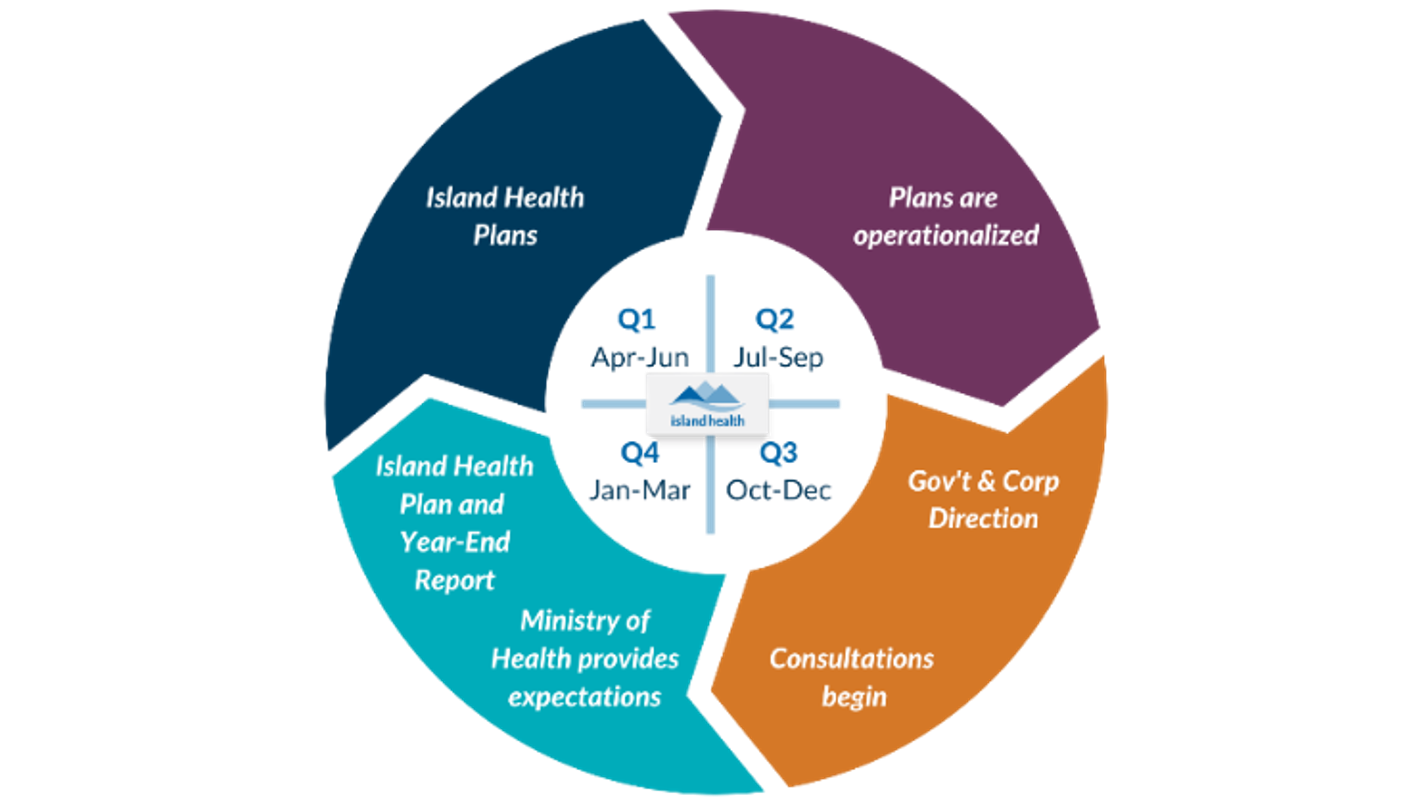 Island Health
Plans
Plans are
operationalized
Q1
Apr-Jun
Q2
Jul-Sep
island health
Q4
Jan-Mar
Q3
Oct-Dec
Gov't & Corp
Direction
Consultations
begin
Island Health
Plan and
Year-End
Report
Ministry of
Health provides
expectations